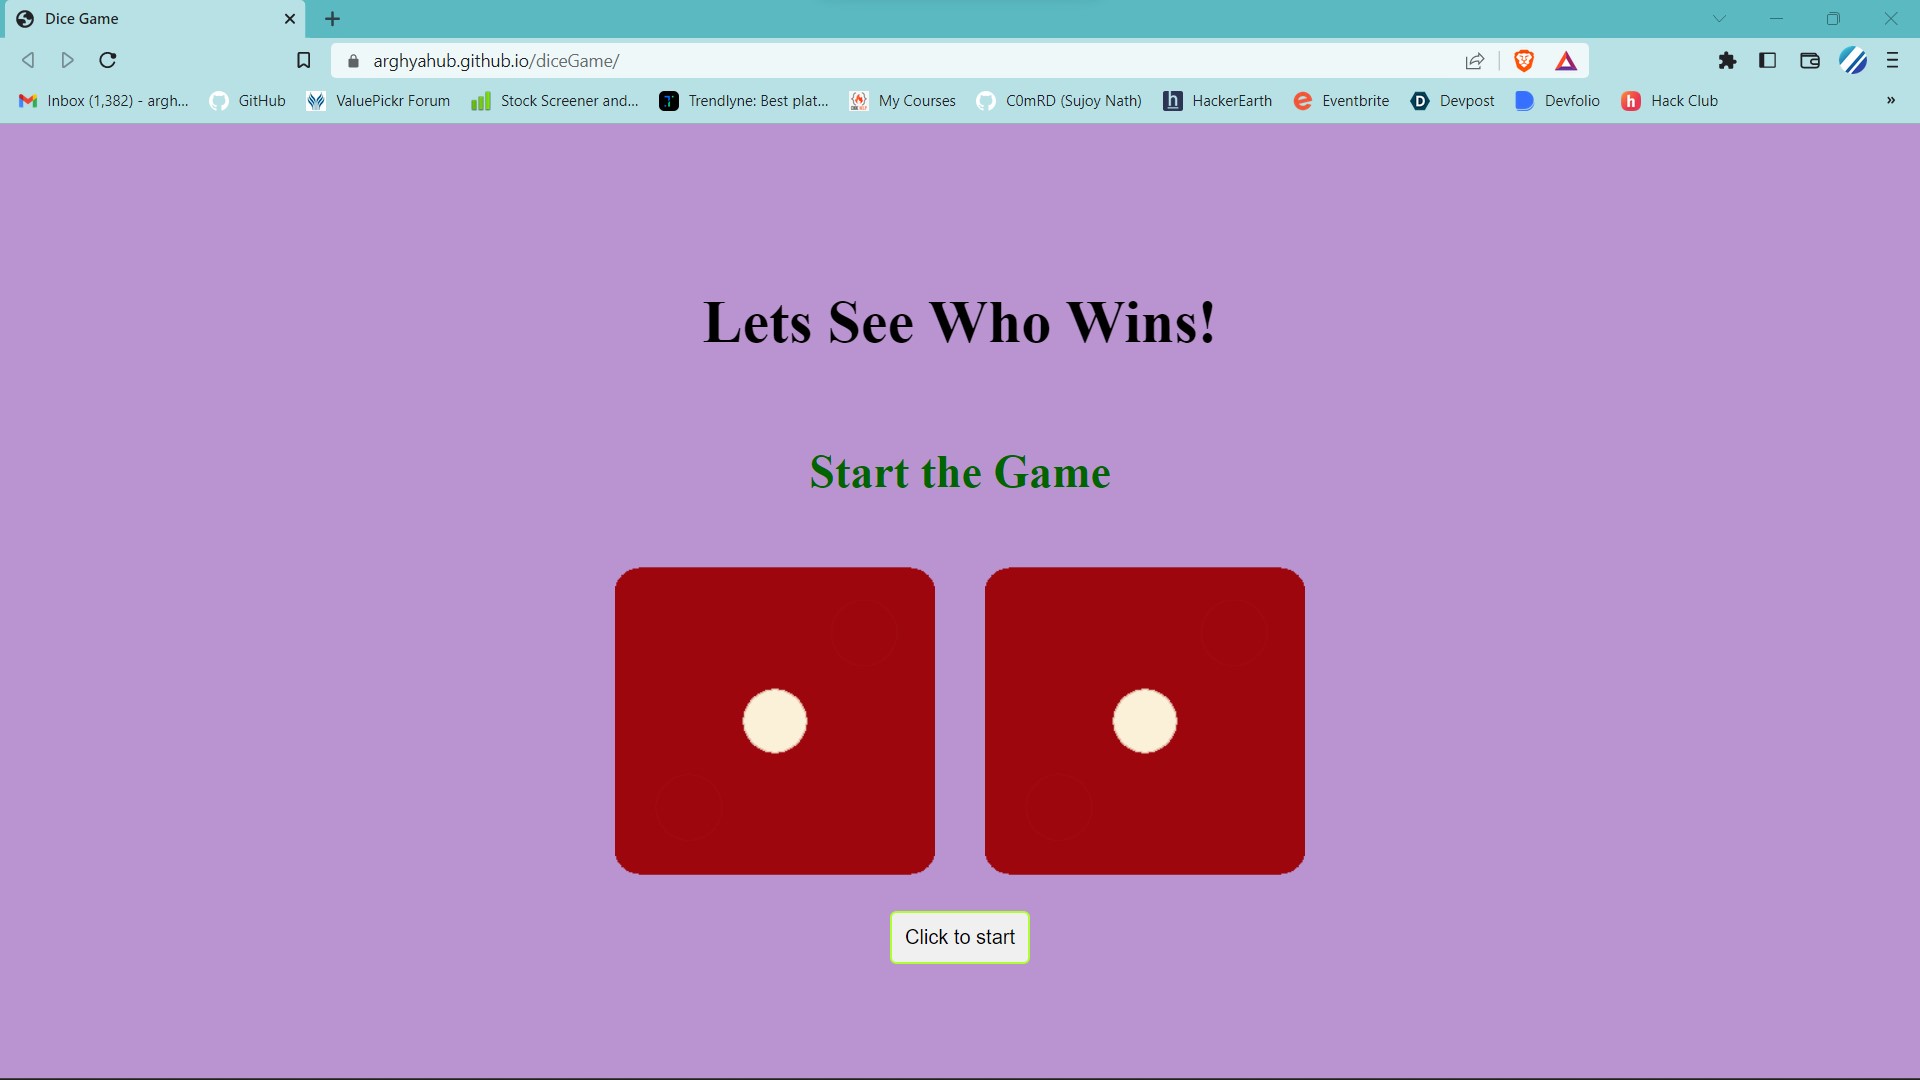 Dice Game
arghyahub.github.io/diceGame/
Inbox (1,382) - argh... GitHub ValuePickr Forum Stock Screener and... Trendlyne: Best plat... My Courses C0mRD (Sujoy Nath) HackerEarth Eventbrite Devpost Devfolio Hack Club »
Lets See Who Wins!
Start the Game
Click to start